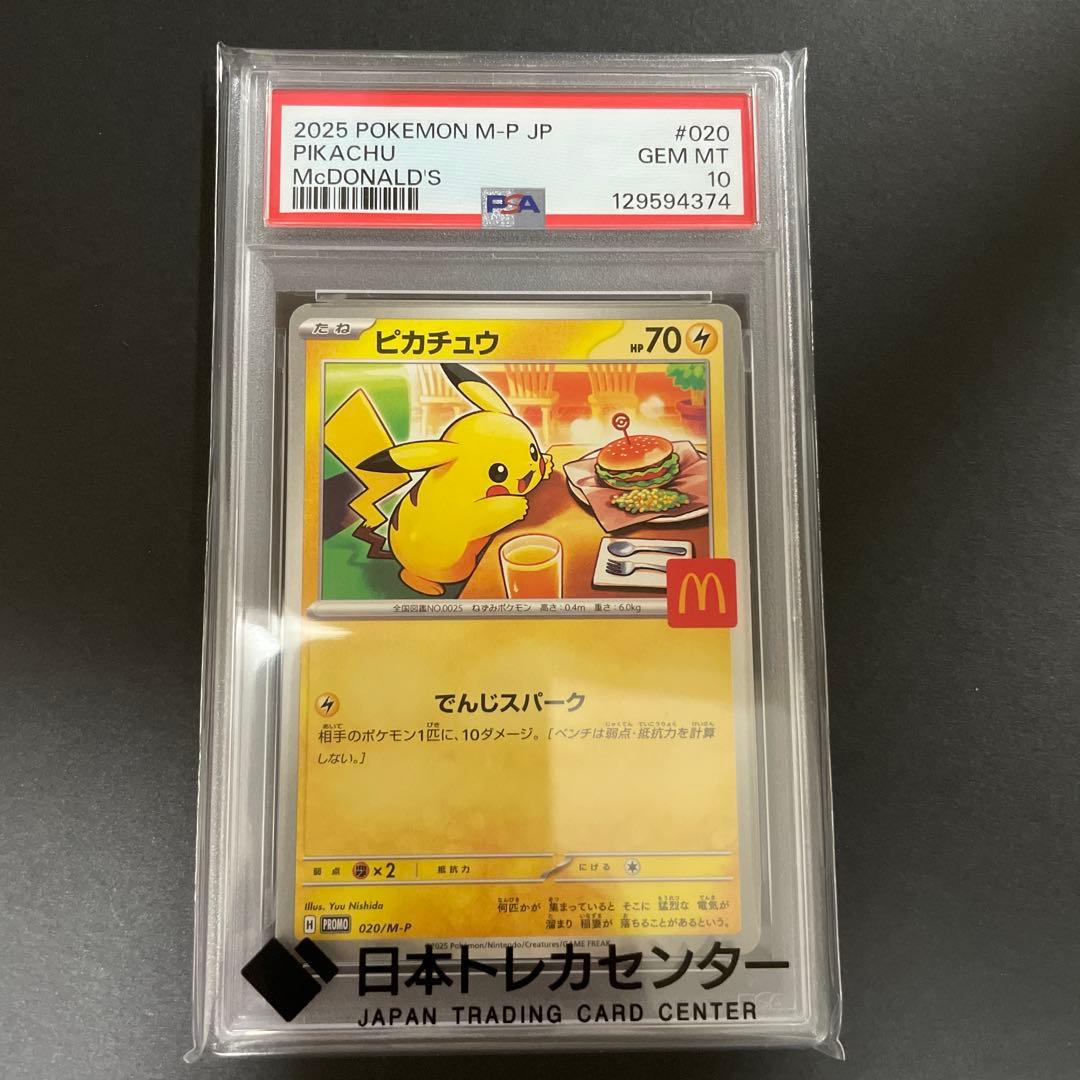 2025 POKEMON M-P JP #020
PIKACHU GEM MT
McDONALD'S 10
PSA 129594374
たね ピカチュウ HP70
全国図鑑NO.0025 ねずみポケモン 高さ:0.4m 重さ:6.0kg
でんじスパーク
相手のポケモン1匹に、10ダメージ。[ベンチは弱点・抵抗力を計算
しない。]
弱点 ×2 抵抗力 にげる
Illus. Yuu Nishida
何匹かが 集まっていると そこに 猛烈な 電気が
溜まり 稲妻が 落ちることがあるという。
H PROMO 020/M-P
©2025 Pokémon/Nintendo/Creatures/GAME FREAK
日本トレカセンター
JAPAN TRADING CARD CENTER